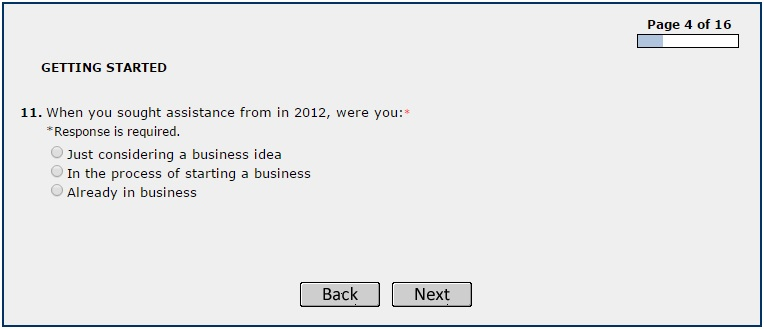 Page 4 of 16
GETTING STARTED
11. When you sought assistance from in 2012, were you:*
*Response is required.
Just considering a business idea
In the process of starting a business
Already in business
Back Next